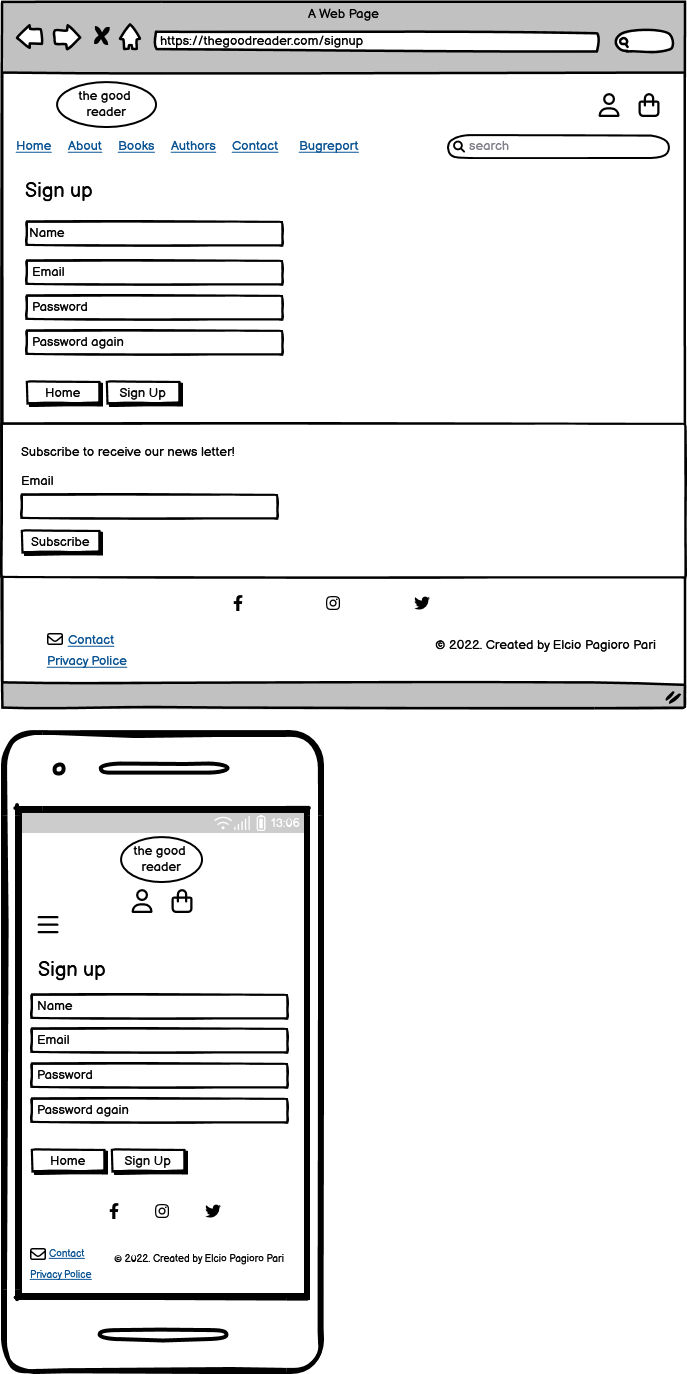 A Web Page
https://thegoodreader.com/signup
the good
reader
Home About Books Authors Contact Bugreport
search
Sign up
Name
Email
Password
Password again
Home Sign Up
Subscribe to receive our news letter!
Email
Subscribe
Contact
© 2022. Created by Elcio Pagioro Pari
Privacy Police
13:06
the good
reader
Sign up
Name
Email
Password
Password again
Home Sign Up
Contact
© 2022. Created by Elcio Pagioro Pari
Privacy Police